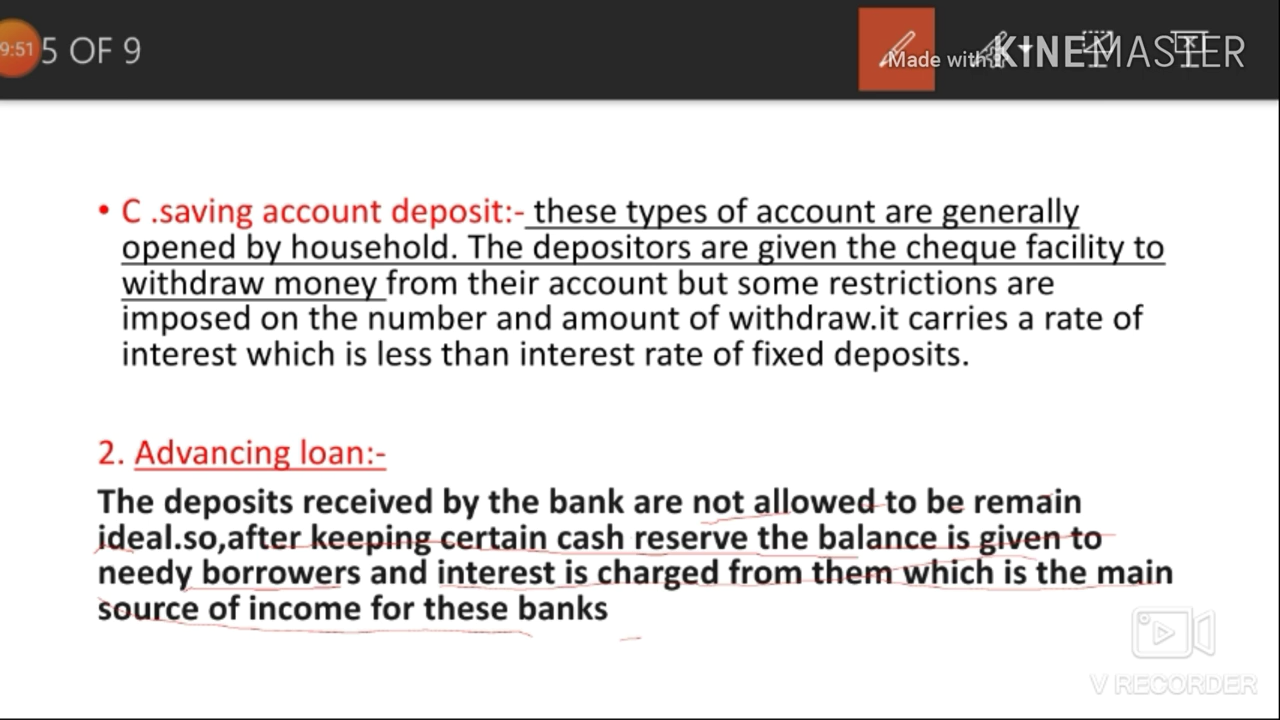 9:51 5 OF 9
Made with KINEMASTER
• C .saving account deposit:- these types of account are generally
opened by household. The depositors are given the cheque facility to
withdraw money from their account but some restrictions are
imposed on the number and amount of withdraw.it carries a rate of
interest which is less than interest rate of fixed deposits.
2. Advancing loan:-
The deposits received by the bank are not allowed to be remain
ideal.so,after keeping certain cash reserve the balance is given to
needy borrowers and interest is charged from them which is the main
source of income for these banks
V RECORDER